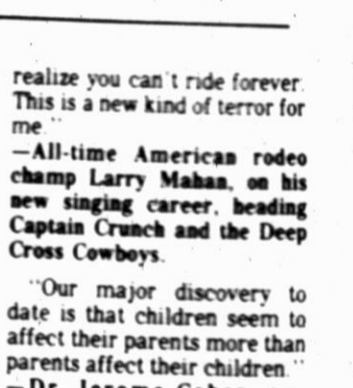 realize you can't ride forever.
This is a new kind of terror for
me."
—All-time American rodeo
champ Larry Mahan, on his
new singing career, heading
Captain Crunch and the Deep
Cross Cowboys.
"Our major discovery to
date is that children seem to
affect their parents more than
parents affect their children."
—Dr. Jerome